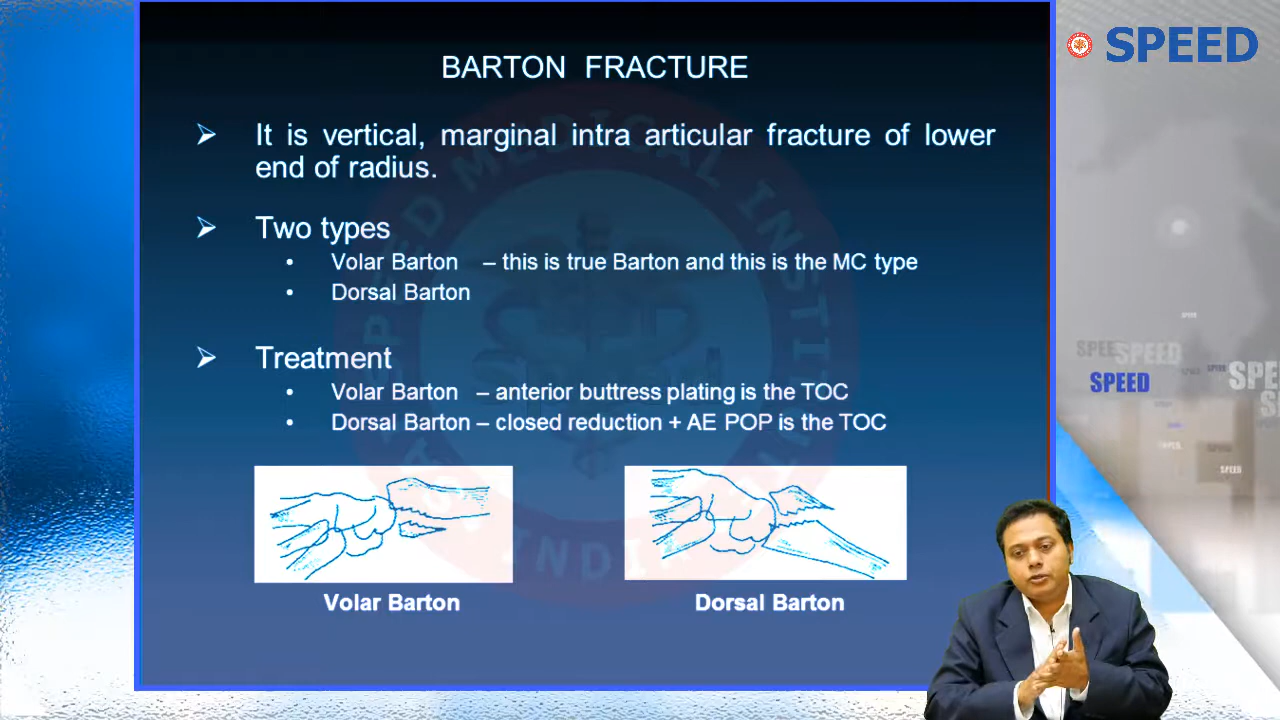 SPEED
BARTON FRACTURE
It is vertical, marginal intra articular fracture of lower
end of radius.
Two types
• Volar Barton – this is true Barton and this is the MC type
• Dorsal Barton
Treatment
• Volar Barton – anterior buttress plating is the TOC
• Dorsal Barton – closed reduction + AE POP is the TOC
Volar Barton
Dorsal Barton
SPEED
SPEED
SPEED